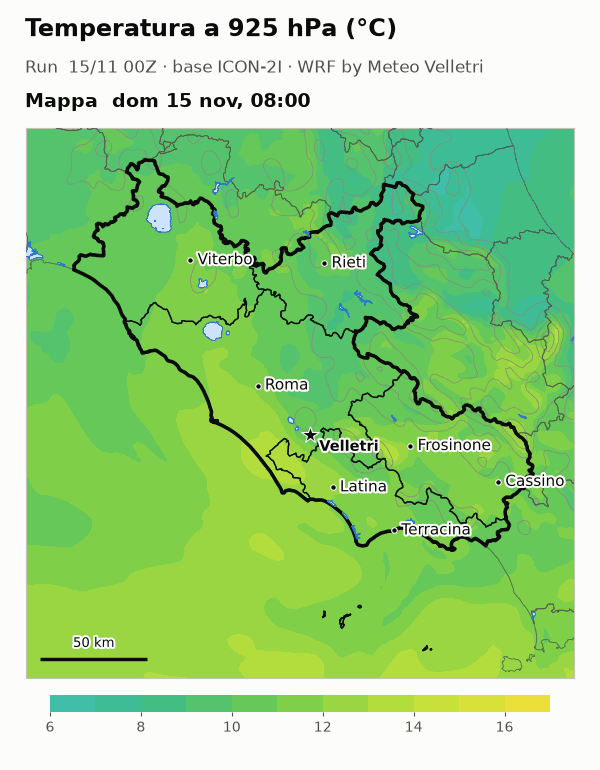 Temperatura a 925 hPa (°C)
Run  15/11 00Z · base ICON-2I · WRF by Meteo Velletri
Mappa  dom 15 nov, 08:00
Viterbo
Rieti
Roma
Velletri
Frosinone
Cassino
Latina
Terracina
50 km
6 8 10 12 14 16